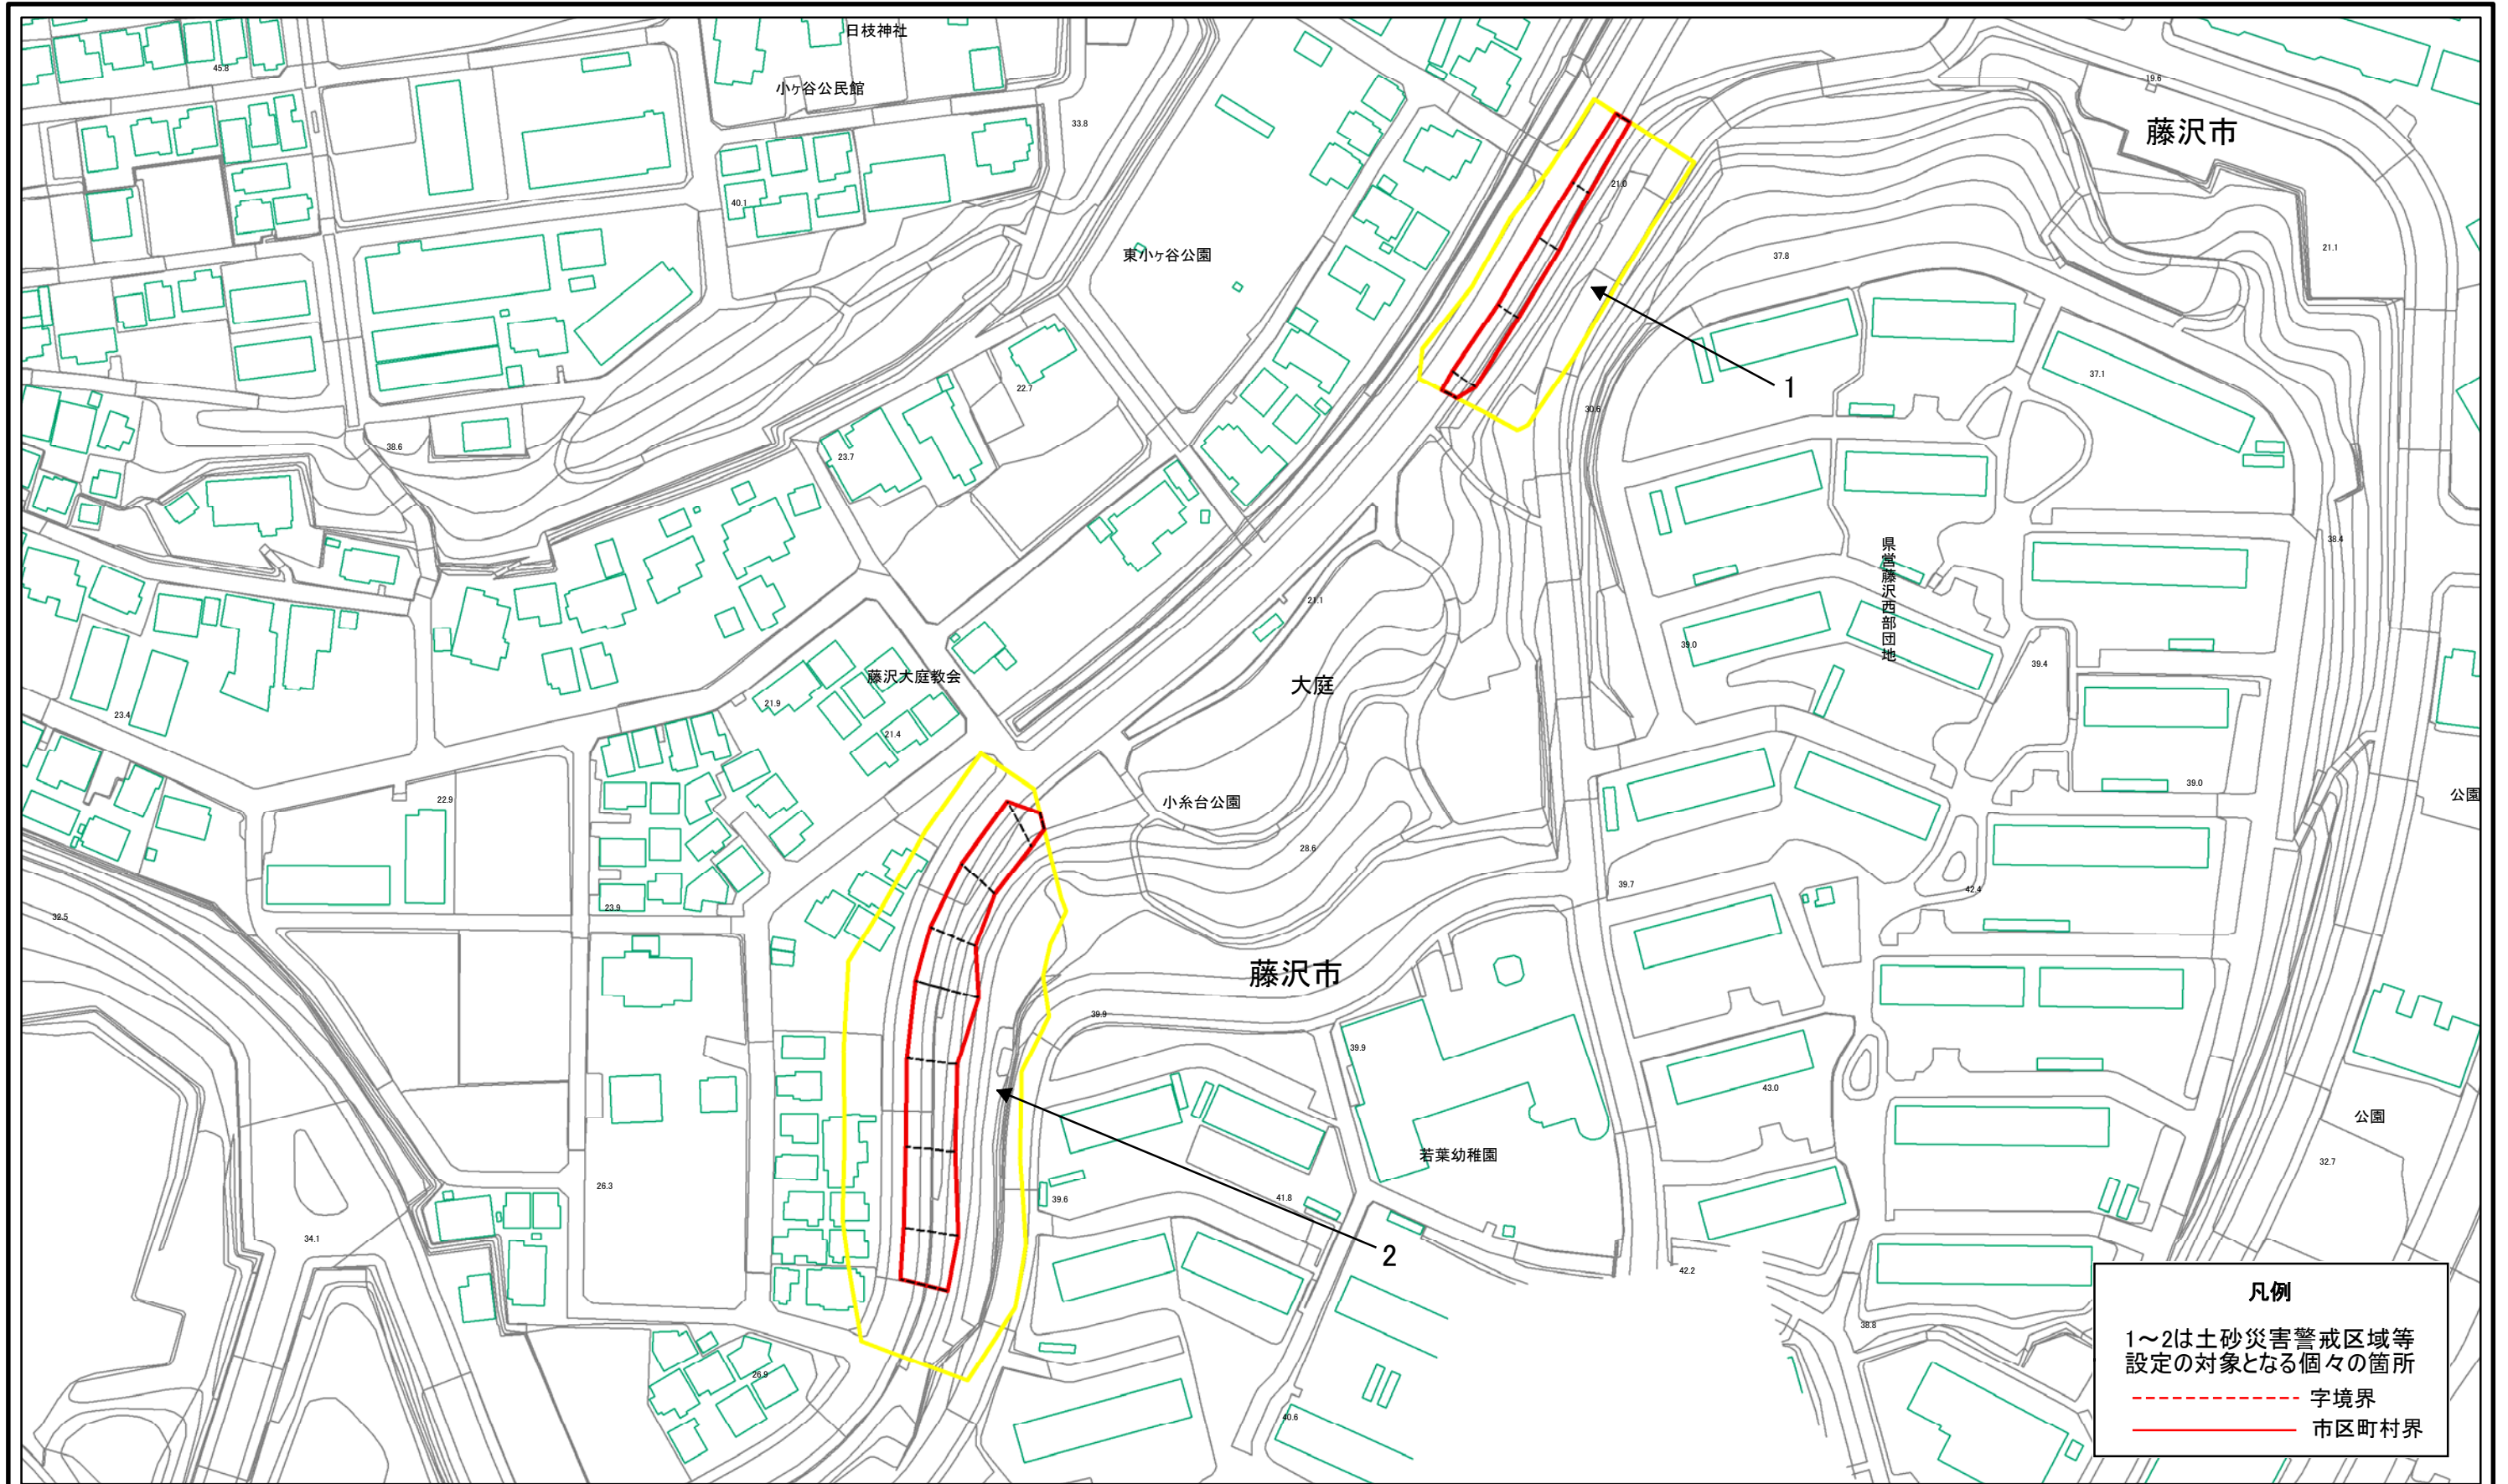 日枝神社
45.8
小ヶ谷公民館
19.6
33.8
藤沢市
40.1
21.0
東小ヶ谷公園
37.8
21.1
1
37.1
22.7
30.6
38.6
23.7
38.4
県営藤沢西部団地
21.1
39.0
39.4
藤沢大庭教会
大庭
23.4
21.9
21.4
39.0
22.9
小糸台公園
公園
28.6
39.7
42.4
23.9
32.5
藤沢市
39.9
39.9
43.0
公園
若葉幼稚園
32.7
26.3
39.6
41.8
34.1
2
42.2
38.8
26.9
40.6
凡例
1～2は土砂災害警戒区域等
設定の対象となる個々の箇所
字境界
市区町村界